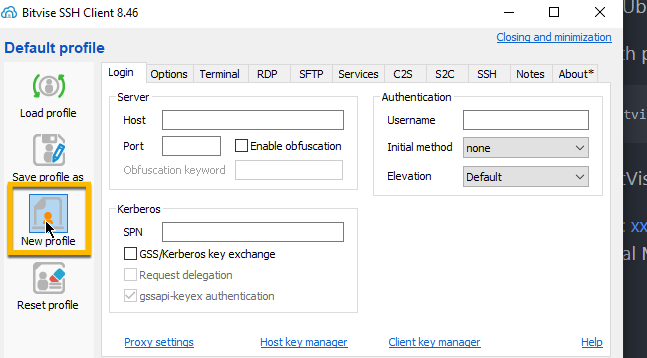 Bitvise SSH Client 8.46
Closing and minimization
Default profile
Load profile
Save profile as
New profile
Reset profile
Login Options Terminal RDP SFTP Services C2S S2C SSH Notes About*
Server
Host
Port Enable obfuscation
Obfuscation keyword
Kerberos
SPN
GSS/Kerberos key exchange
Request delegation
gssapi-keyex authentication
Authentication
Username
Initial method none
Elevation Default
Proxy settings Host key manager Client key manager Help
Ub
h p
tvi
tVis
xx
al M